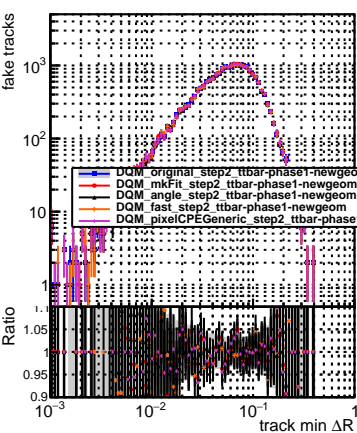 fake tracks
10³
10²
10
1
DQM_original_step2_ttbar-phase1-newgeom
DQM_mkFit_step2_ttbar-phase1-newgeom
DQM_angle_step2_ttbar-phase1-newgeom
DQM_fast_step2_ttbar-phase1-newgeom
DQM_pixelCPEGeneric_step2_ttbar-phase
Ratio
1.05
1
0.95
0.9
10⁻³
10⁻²
10⁻¹
1
track min ΔR